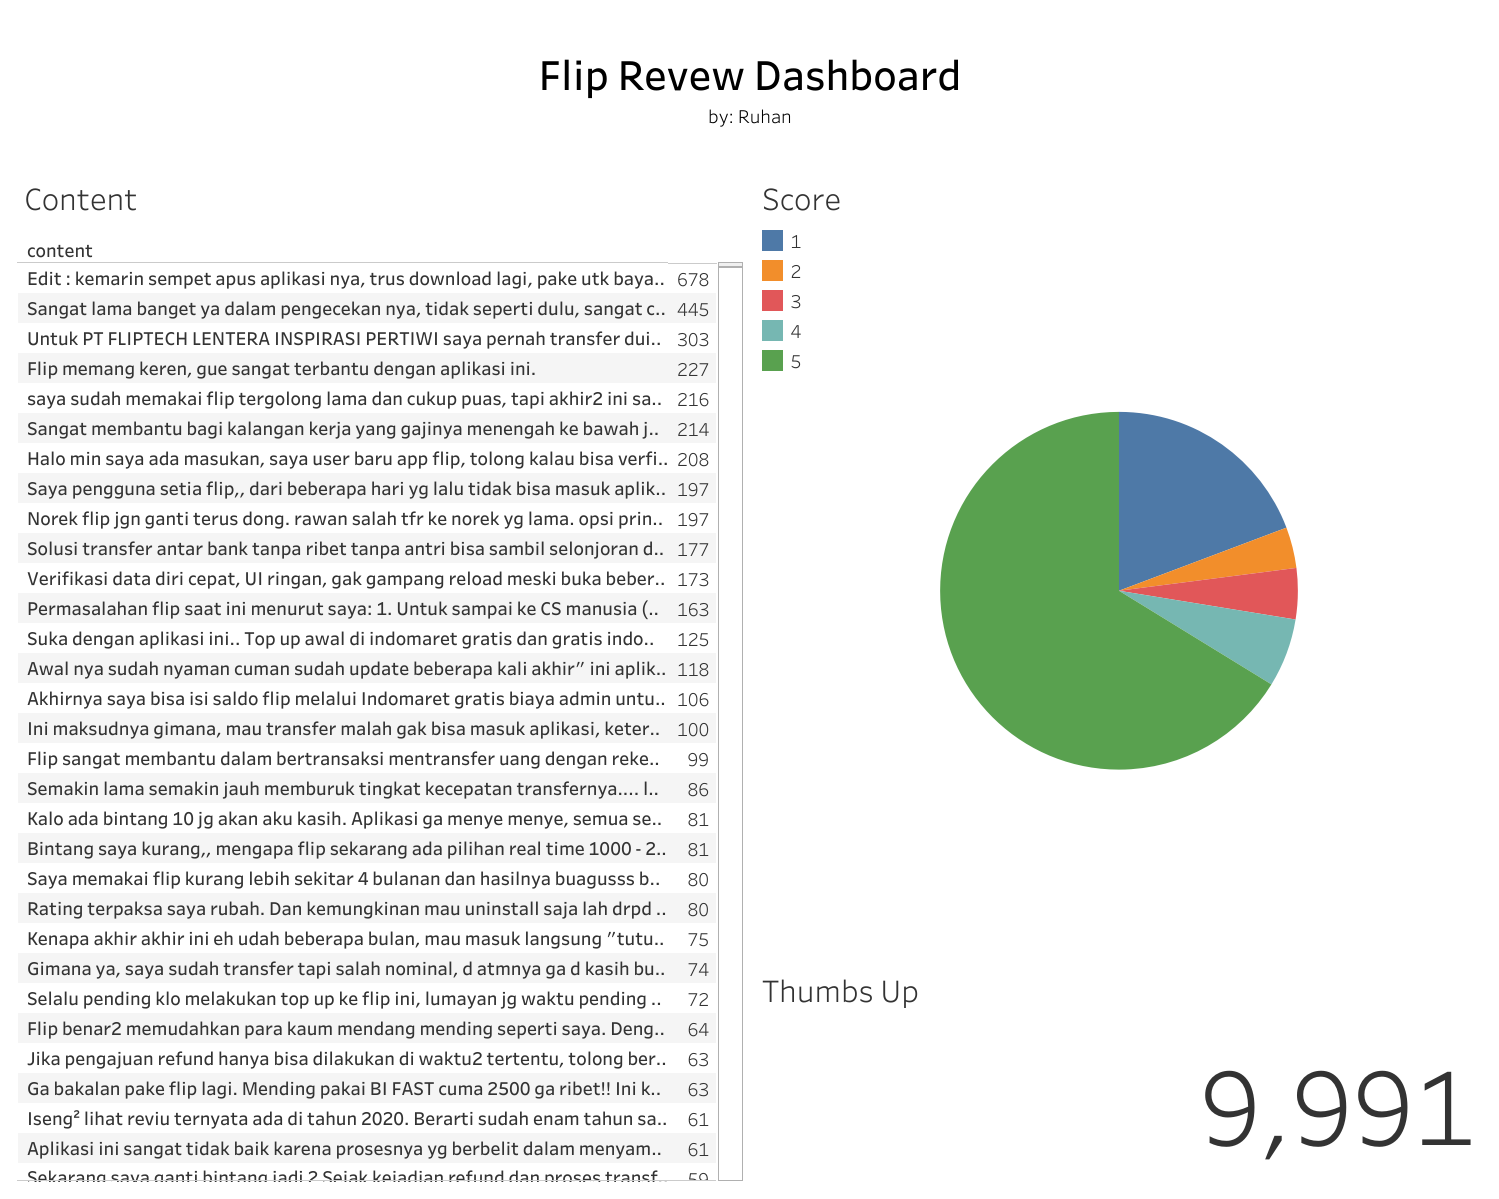 Flip Revew Dashboard
by: Ruhan
Content
content
Edit : kemarin sempet apus aplikasi nya, trus download lagi, pake utk baya.. 678
Sangat lama banget ya dalam pengecekan nya, tidak seperti dulu, sangat c.. 445
Untuk PT FLIPTECH LENTERA INSPIRASI PERTIWI saya pernah transfer dui.. 303
Flip memang keren, gue sangat terbantu dengan aplikasi ini. 227
saya sudah memakai flip tergolong lama dan cukup puas, tapi akhir2 ini sa.. 216
Sangat membantu bagi kalangan kerja yang gajinya menengah ke bawah j.. 214
Halo min saya ada masukan, saya user baru app flip, tolong kalau bisa verfi.. 208
Saya pengguna setia flip,, dari beberapa hari yg lalu tidak bisa masuk aplik.. 197
Norek flip jgn ganti terus dong. rawan salah tfr ke norek yg lama. opsi prin.. 197
Solusi transfer antar bank tanpa ribet tanpa antri bisa sambil selonjoran d.. 177
Verifikasi data diri cepat, UI ringan, gak gampang reload meski buka beber.. 173
Permasalahan flip saat ini menurut saya: 1. Untuk sampai ke CS manusia (.. 163
Suka dengan aplikasi ini.. Top up awal di indomaret gratis dan gratis indo.. 125
Awal nya sudah nyaman cuman sudah update beberapa kali akhir” ini aplik.. 118
Akhirnya saya bisa isi saldo flip melalui Indomaret gratis biaya admin untu.. 106
Ini maksudnya gimana, mau transfer malah gak bisa masuk aplikasi, keter.. 100
Flip sangat membantu dalam bertransaksi mentransfer uang dengan reke.. 99
Semakin lama semakin jauh memburuk tingkat kecepatan transfernya.... l.. 86
Kalo ada bintang 10 jg akan aku kasih. Aplikasi ga menye menye, semua se.. 81
Bintang saya kurang,, mengapa flip sekarang ada pilihan real time 1000 - 2.. 81
Saya memakai flip kurang lebih sekitar 4 bulanan dan hasilnya buagusss b.. 80
Rating terpaksa saya rubah. Dan kemungkinan mau uninstall saja lah drpd .. 80
Kenapa akhir akhir ini eh udah beberapa bulan, mau masuk langsung ”tutu.. 75
Gimana ya, saya sudah transfer tapi salah nominal, d atmnya ga d kasih bu.. 74
Selalu pending klo melakukan top up ke flip ini, lumayan jg waktu pending .. 72
Flip benar2 memudahkan para kaum mendang mending seperti saya. Deng.. 64
Jika pengajuan refund hanya bisa dilakukan di waktu2 tertentu, tolong ber.. 63
Ga bakalan pake flip lagi. Mending pakai BI FAST cuma 2500 ga ribet!! Ini k.. 63
Iseng² lihat reviu ternyata ada di tahun 2020. Berarti sudah enam tahun sa.. 61
Aplikasi ini sangat tidak baik karena prosesnya yg berbelit dalam menyam.. 61
Sekarang saya ganti bintang jadi 2 Sejak kejadian refund dan proses transf.. 59
Score
1
2
3
4
5
Thumbs Up
9,991